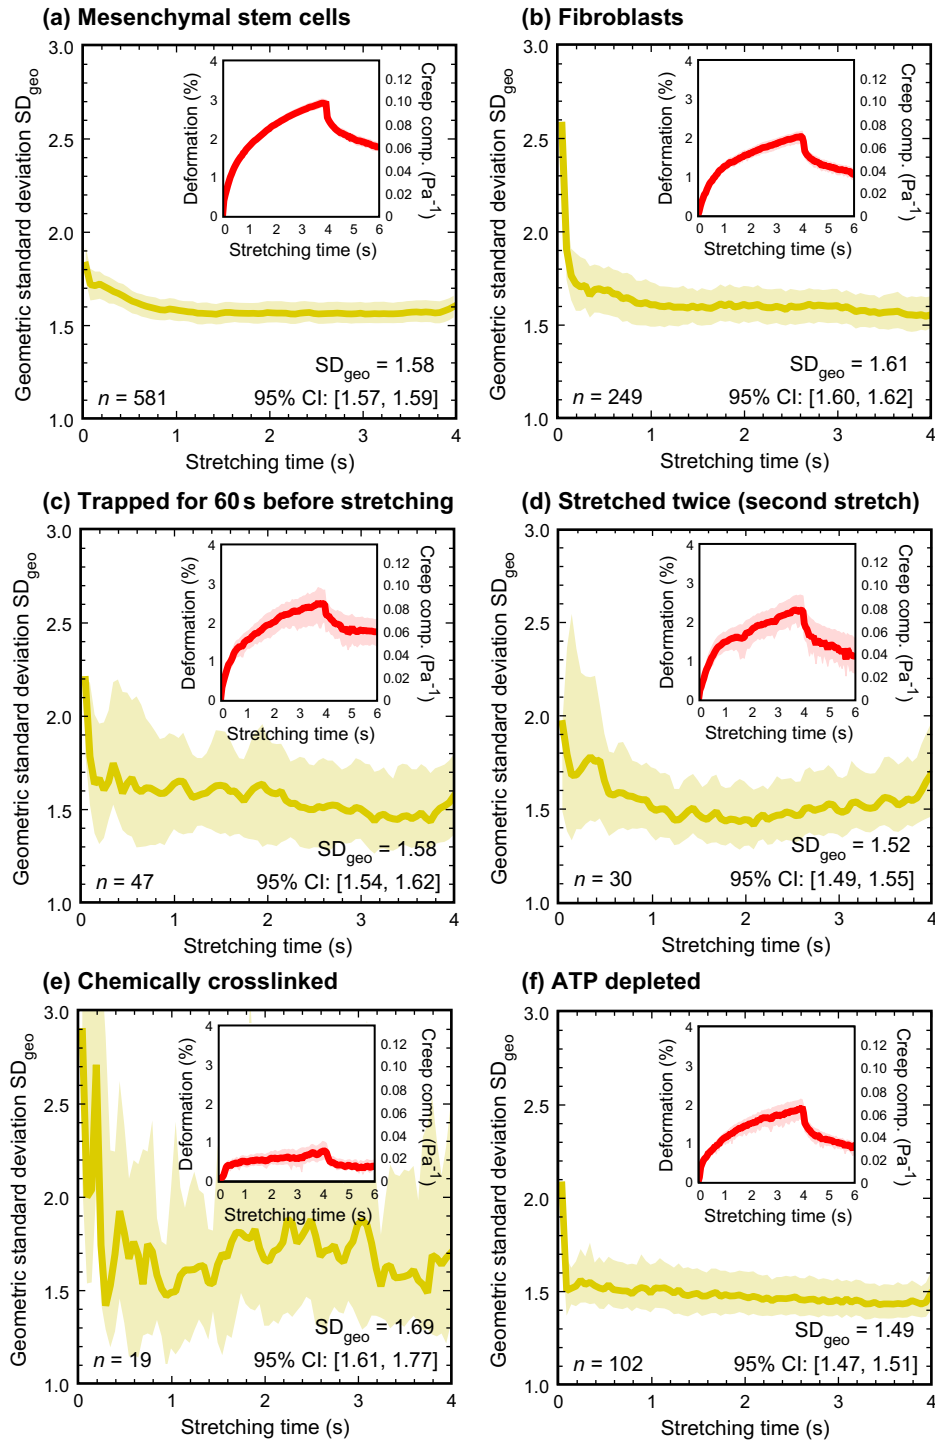 (a) Mesenchymal stem cells
Geometric standard deviation SD_geo
3.0
2.5
2.0
1.5
1.0
0 1 2 3 4
Stretching time (s)
Deformation (%)
4
3
2
1
0
0 1 2 3 4 5 6
Stretching time (s)
Creep comp. (Pa^-1)
0.12
0.10
0.08
0.06
0.04
0.02
0
SD_geo = 1.58
n = 581
95% CI: [1.57, 1.59]
(b) Fibroblasts
Geometric standard deviation SD_geo
3.0
2.5
2.0
1.5
1.0
0 1 2 3 4
Stretching time (s)
Deformation (%)
4
3
2
1
0
0 1 2 3 4 5 6
Stretching time (s)
Creep comp. (Pa^-1)
0.12
0.10
0.08
0.06
0.04
0.02
0
SD_geo = 1.61
n = 249
95% CI: [1.60, 1.62]
(c) Trapped for 60 s before stretching
Geometric standard deviation SD_geo
3.0
2.5
2.0
1.5
1.0
0 1 2 3 4
Stretching time (s)
Deformation (%)
4
3
2
1
0
0 1 2 3 4 5 6
Stretching time (s)
Creep comp. (Pa^-1)
0.12
0.10
0.08
0.06
0.04
0.02
0
SD_geo = 1.58
n = 47
95% CI: [1.54, 1.62]
(d) Stretched twice (second stretch)
Geometric standard deviation SD_geo
3.0
2.5
2.0
1.5
1.0
0 1 2 3 4
Stretching time (s)
Deformation (%)
4
3
2
1
0
0 1 2 3 4 5 6
Stretching time (s)
Creep comp. (Pa^-1)
0.12
0.10
0.08
0.06
0.04
0.02
0
SD_geo = 1.52
n = 30
95% CI: [1.49, 1.55]
(e) Chemically crosslinked
Geometric standard deviation SD_geo
3.0
2.5
2.0
1.5
1.0
0 1 2 3 4
Stretching time (s)
Deformation (%)
4
3
2
1
0
0 1 2 3 4 5 6
Stretching time (s)
Creep comp. (Pa^-1)
0.12
0.10
0.08
0.06
0.04
0.02
0
SD_geo = 1.69
n = 19
95% CI: [1.61, 1.77]
(f) ATP depleted
Geometric standard deviation SD_geo
3.0
2.5
2.0
1.5
1.0
0 1 2 3 4
Stretching time (s)
Deformation (%)
4
3
2
1
0
0 1 2 3 4 5 6
Stretching time (s)
Creep comp. (Pa^-1)
0.12
0.10
0.08
0.06
0.04
0.02
0
SD_geo = 1.49
n = 102
95% CI: [1.47, 1.51]